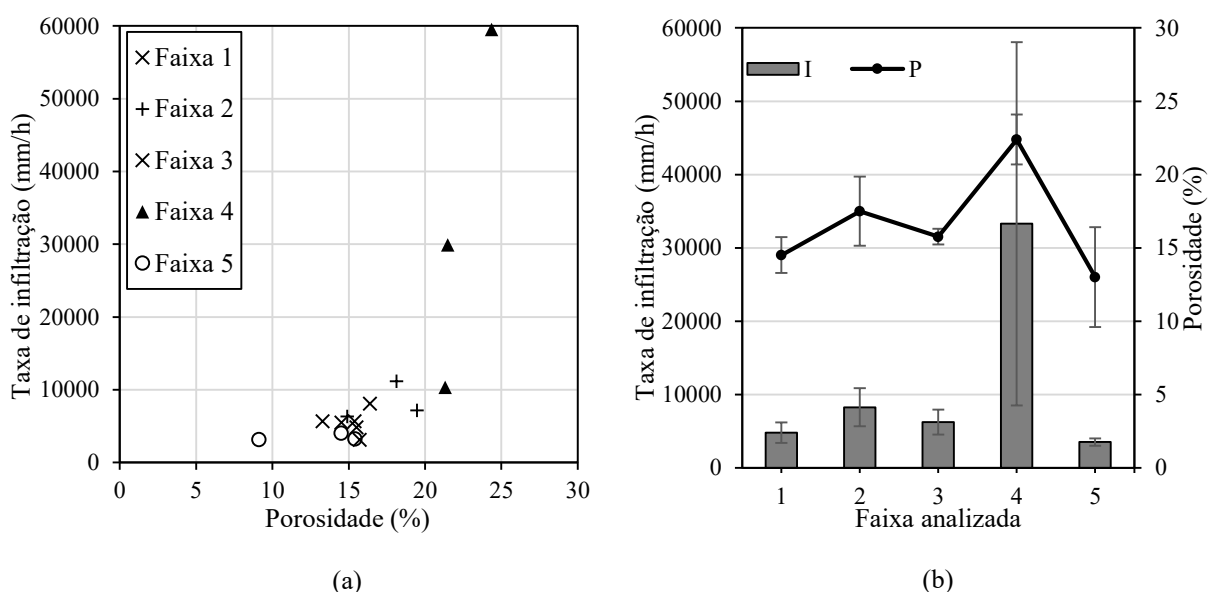 60000
50000
40000
30000
20000
10000
0
Taxa de infiltração (mm/h)
Faixa 1
Faixa 2
Faixa 3
Faixa 4
Faixa 5
0 5 10 15 20 25 30
Porosidade (%)
(a)
60000
50000
40000
30000
20000
10000
0
Taxa de infiltração (mm/h)
I P
30
25
20
15
10
5
0
Porosidade (%)
1 2 3 4 5
Faixa analizada
(b)